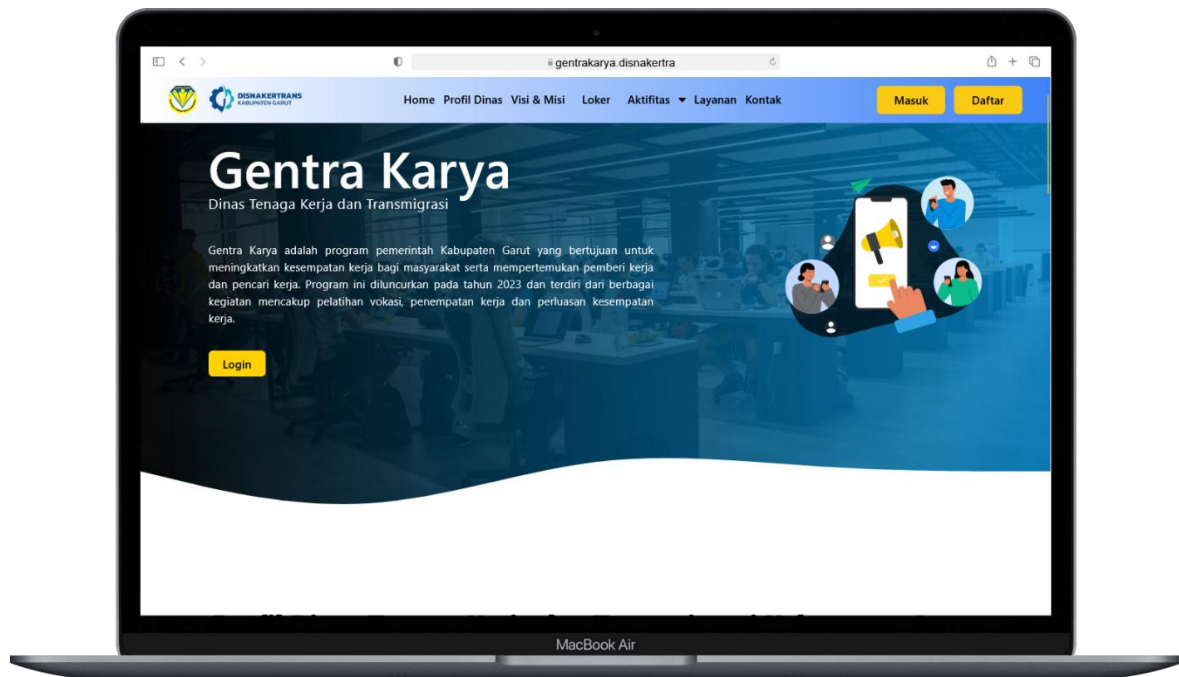 gentrakarya.disnakertra
DISNAKERTRANS
KABUPATEN GARUT
Home Profil Dinas Visi & Misi Loker Aktifitas Layanan Kontak
Masuk Daftar
Gentra Karya
Dinas Tenaga Kerja dan Transmigrasi
Gentra Karya adalah program pemerintah Kabupaten Garut yang bertujuan untuk
meningkatkan kesempatan kerja bagi masyarakat serta mempertemukan pemberi kerja
dan pencari kerja. Program ini diluncurkan pada tahun 2023 dan terdiri dari berbagai
kegiatan mencakup pelatihan vokasi, penempatan kerja dan perluasan kesempatan
kerja.
Login
MacBook Air